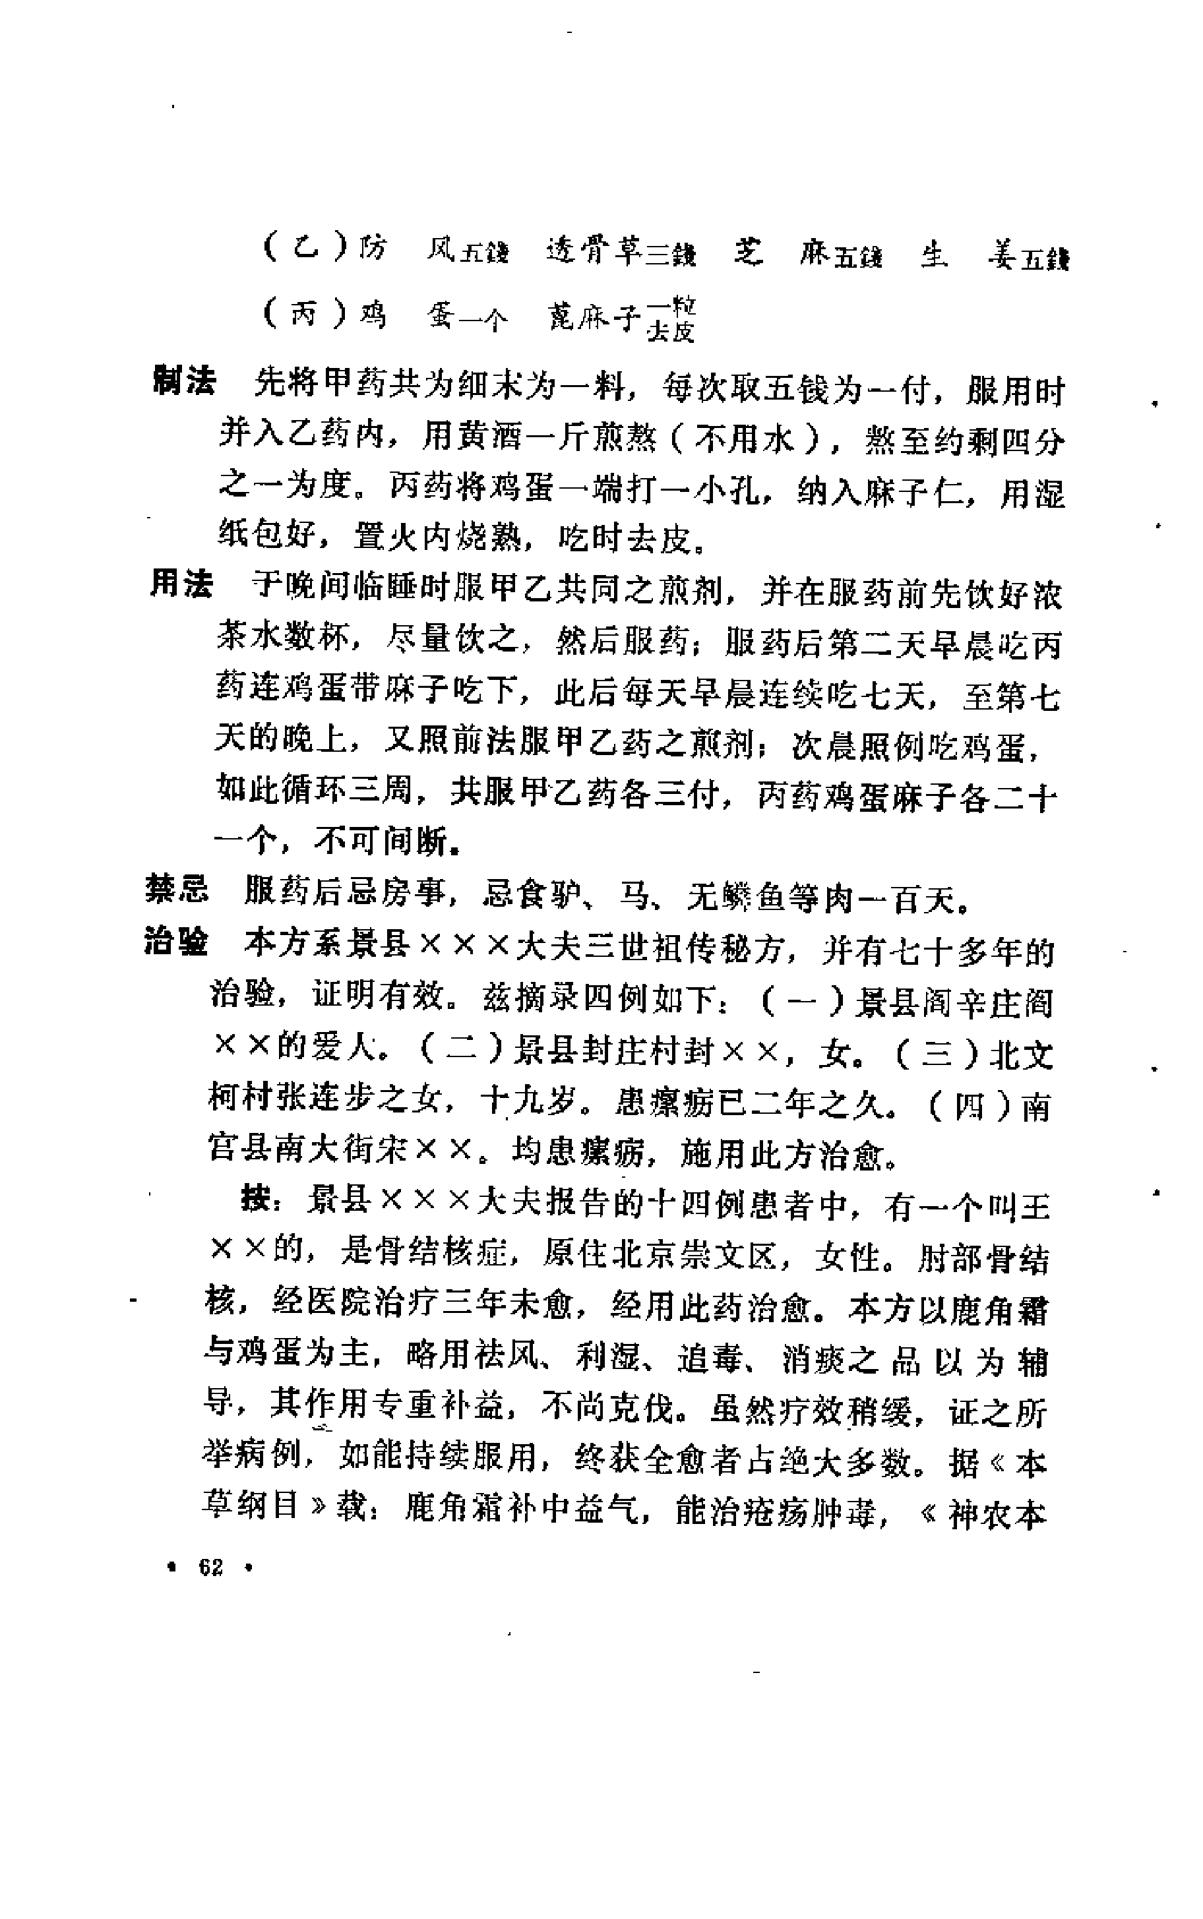 （乙）防　风五錢　透骨草三錢　芝　麻五錢　生　姜五錢
（丙）鸡　蛋一个　蓖麻子一粒去皮
制法　先将甲药共为细末为一料，每次取五钱为一付，服用时
并入乙药内，用黄酒一斤煎熬（不用水），熬至约剩四分
之一为度。丙药将鸡蛋一端打一小孔，纳入麻子仁，用湿
纸包好，置火内烧熟，吃时去皮。
用法　于晚间临睡时服甲乙共同之煎剂，并在服药前先饮好浓
茶水数杯，尽量饮之，然后服药；服药后第二天早晨吃丙
药连鸡蛋带麻子吃下，此后每天早晨连续吃七天，至第七
天的晚上，又照前法服甲乙药之煎剂；次晨照例吃鸡蛋，
如此循环三周，共服甲乙药各三付，丙药鸡蛋麻子各二十
一个，不可间断。
禁忌　服药后忌房事，忌食驴、马、无鳞鱼等肉一百天。
治验　本方系景县×××大夫三世祖传秘方，并有七十多年的
治验，证明有效。兹摘录四例如下：（一）景县阎辛庄阎
××的爱人。（二）景县封庄村封××，女。（三）北文
柯村张连步之女，十九岁。患瘰疬已二年之久。（四）南
宫县南大街宋××。均患瘰疬，施用此方治愈。
按：景县×××大夫报告的十四例患者中，有一个叫王
××的，是骨结核症，原住北京崇文区，女性。肘部骨结
核，经医院治疗三年未愈，经用此药治愈。本方以鹿角霜
与鸡蛋为主，略用祛风、利湿、追毒、消痰之品以为辅
导，其作用专重补益，不尚克伐。虽然疗效稍缓，证之所
举病例，如能持续服用，终获全愈者占绝大多数。据《本
草纲目》载：鹿角霜补中益气，能治疮疡肿毒，《神农本
• 62 •